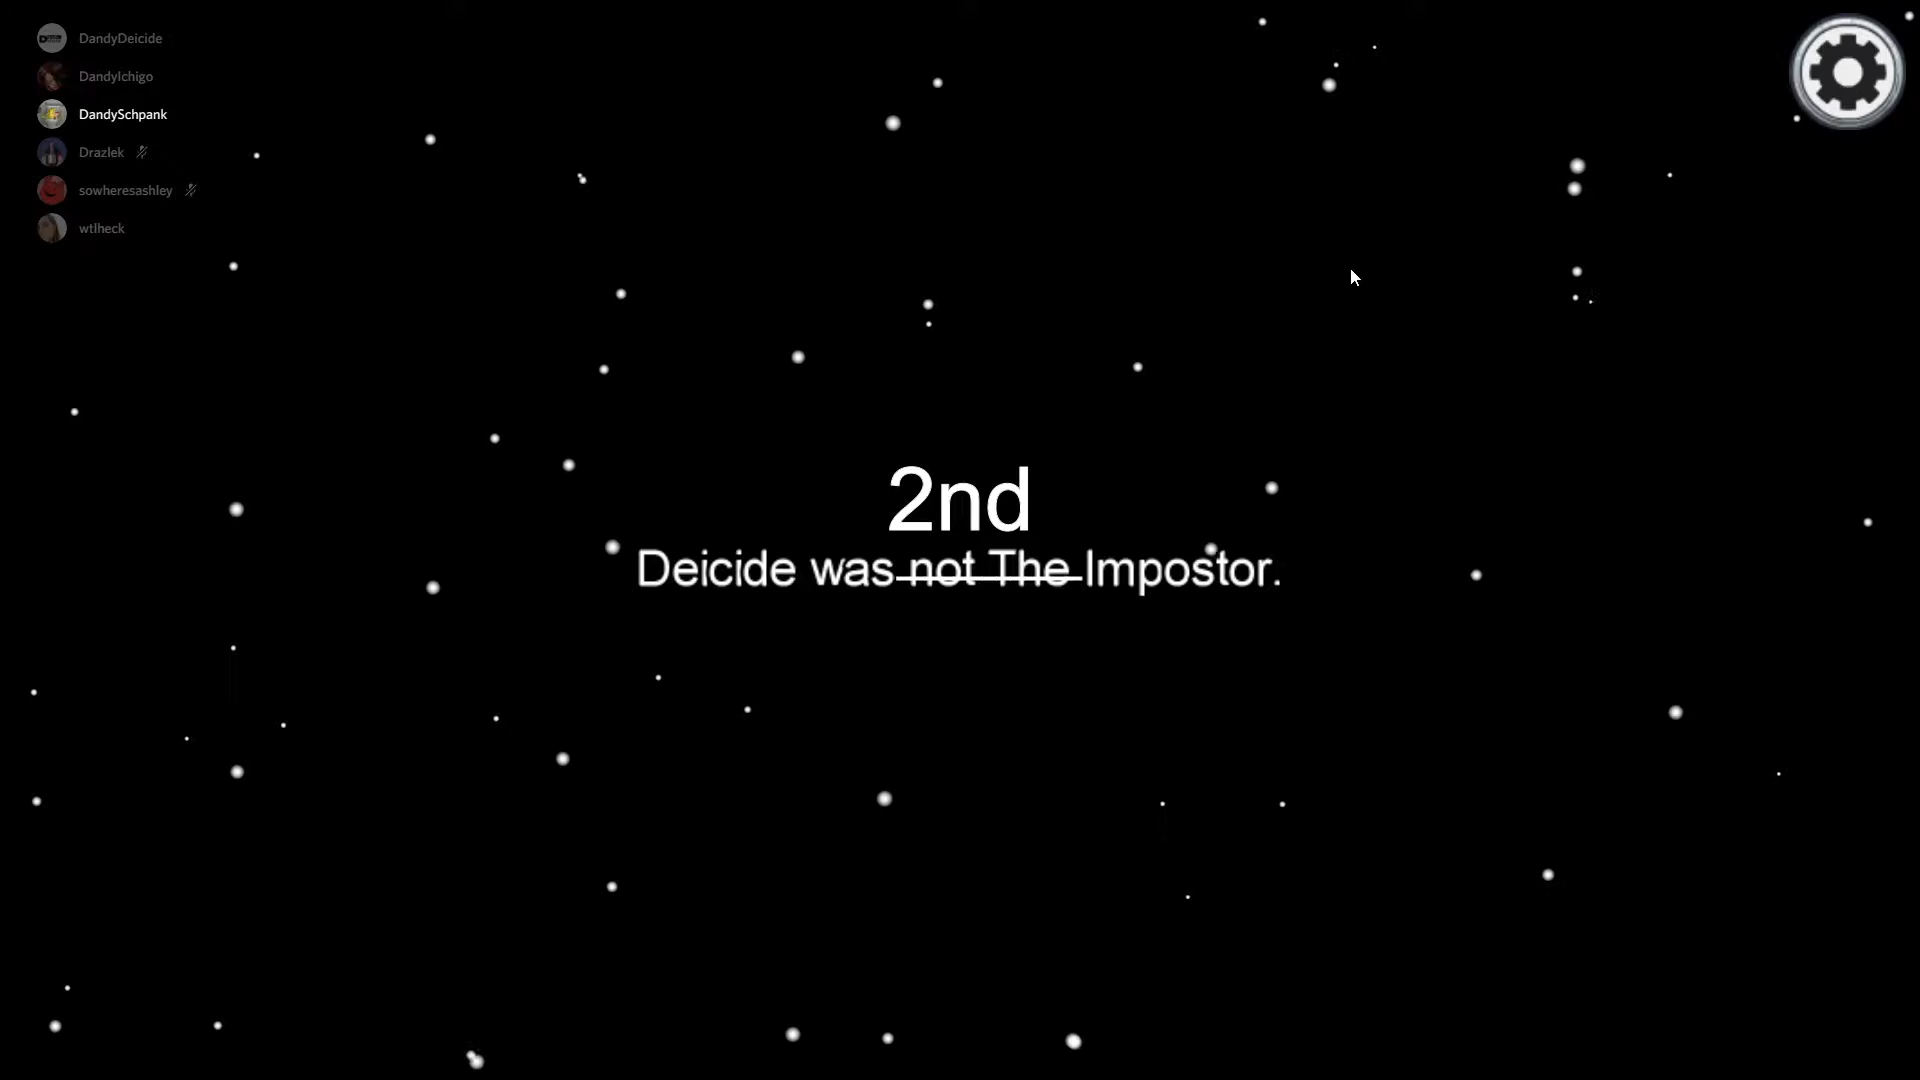 DandyDeicide
DandyIchigo
DandySchpank
Drazlek
sowheresashley
wtlheck
2nd
Deicide was not The Impostor.